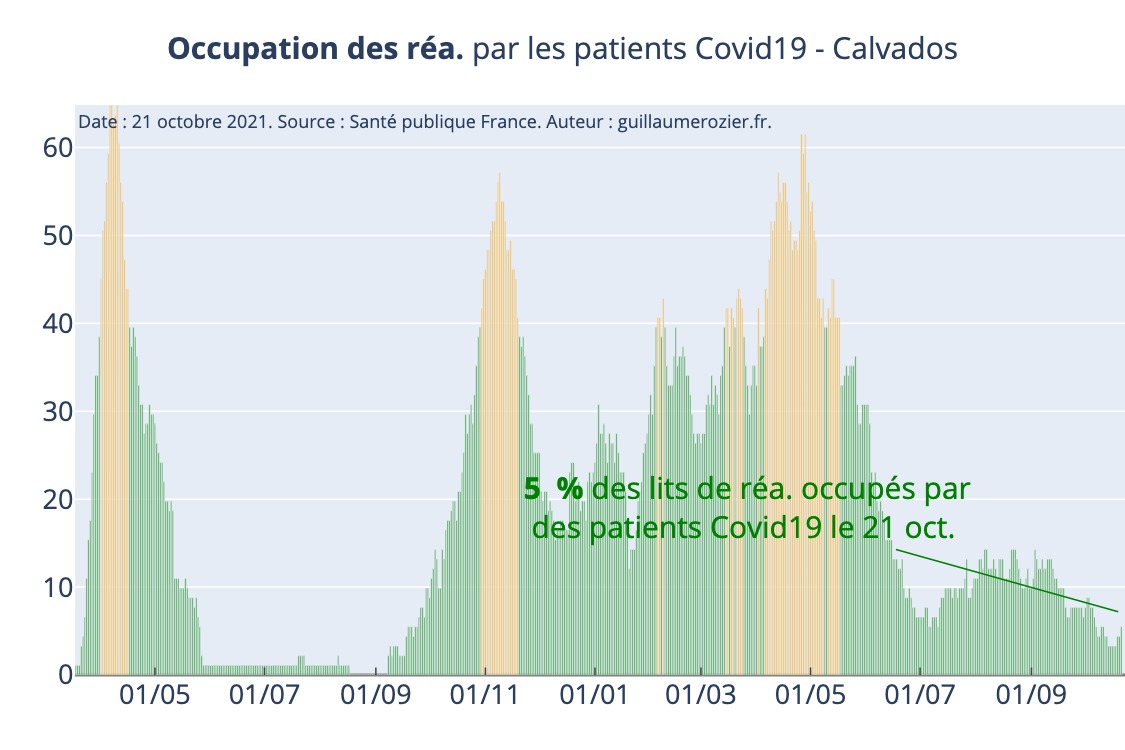 Occupation des réa. par les patients Covid19 - Calvados
Date : 21 octobre 2021. Source : Santé publique France. Auteur : guillaumerozier.fr.
60
50
40
30
20
10
0
5 % des lits de réa. occupés par
des patients Covid19 le 21 oct.
01/05 01/07 01/09 01/11 01/01 01/03 01/05 01/07 01/09